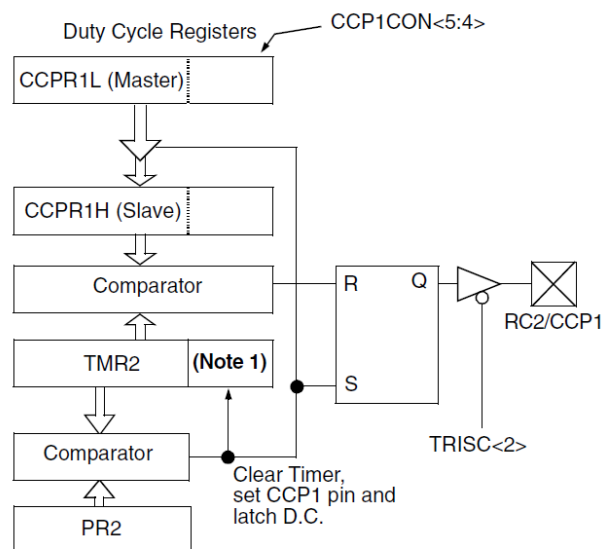 Duty Cycle Registers
CCP1CON<5:4>
CCPR1L (Master)
CCPR1H (Slave)
Comparator
R
Q
RC2/CCP1
TMR2
(Note 1)
S
TRISC<2>
Comparator
Clear Timer,
set CCP1 pin and
latch D.C.
PR2